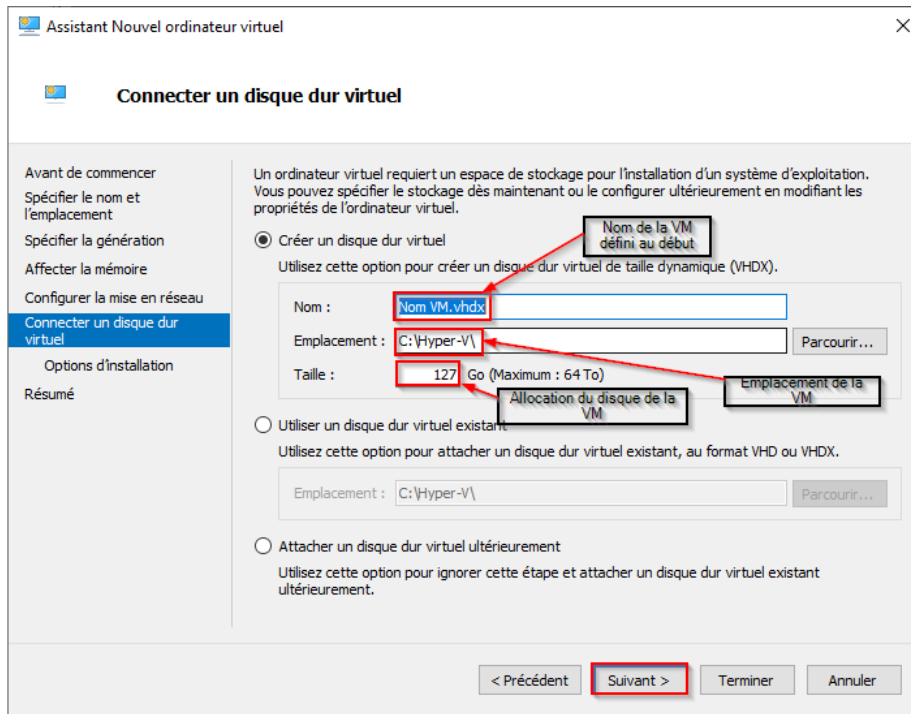 Assistant Nouvel ordinateur virtuel
Connecter un disque dur virtuel
Avant de commencer
Spécifier le nom et
l'emplacement
Spécifier la génération
Affecter la mémoire
Configurer la mise en réseau
Connecter un disque dur
virtuel
Options d'installation
Résumé
Un ordinateur virtuel requiert un espace de stockage pour l'installation d'un système d'exploitation.
Vous pouvez spécifier le stockage dès maintenant ou le configurer ultérieurement en modifiant les
propriétés de l'ordinateur virtuel.
Nom de la VM
défini au début
Créer un disque dur virtuel
Utilisez cette option pour créer un disque dur virtuel de taille dynamique (VHDX).
Nom : Nom VM.vhdx
Emplacement : C:\Hyper-V\ Parcourir...
Taille : 127 Go (Maximum : 64 To)
Emplacement de la
VM
Allocation du disque de la
VM
Utiliser un disque dur virtuel existant
Utilisez cette option pour attacher un disque dur virtuel existant, au format VHD ou VHDX.
Emplacement : C:\Hyper-V\ Parcourir...
Attacher un disque dur virtuel ultérieurement
Utilisez cette option pour ignorer cette étape et attacher un disque dur virtuel existant
ultérieurement.
< Précédent Suivant > Terminer Annuler